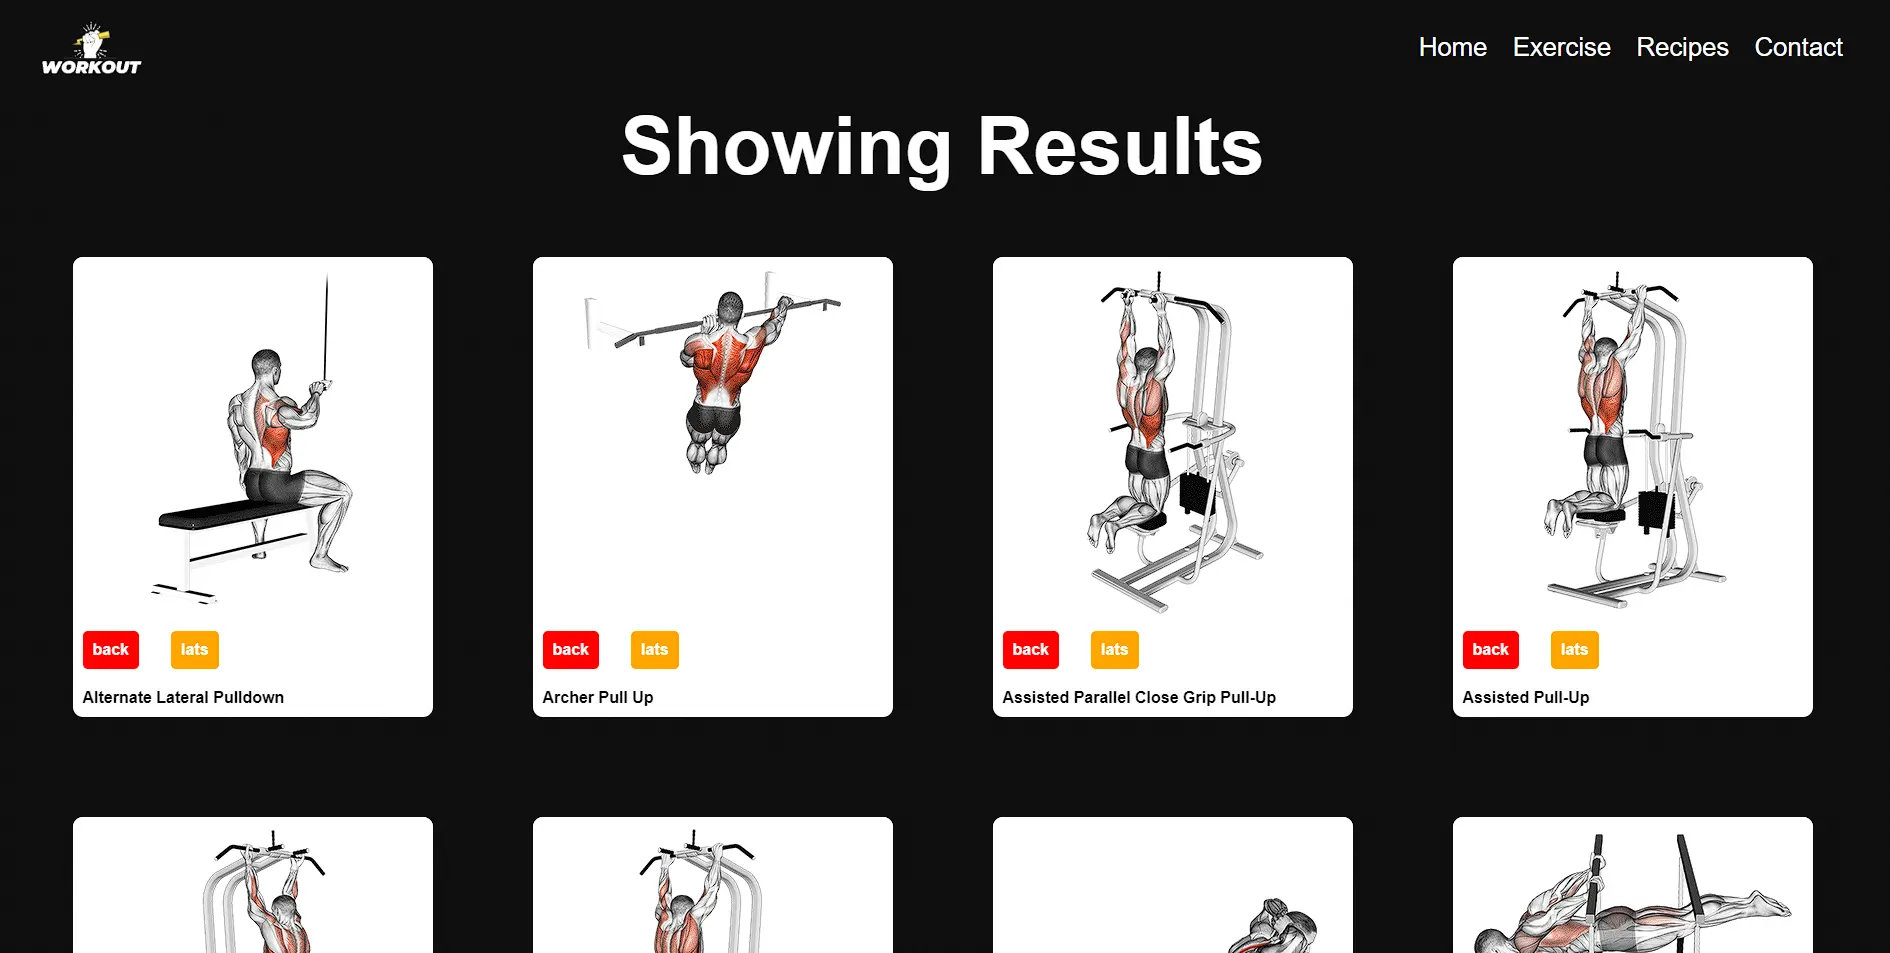 WORKOUT
Home Exercise Recipes Contact
Showing Results
back lats
Alternate Lateral Pulldown
back lats
Archer Pull Up
back lats
Assisted Parallel Close Grip Pull-Up
back lats
Assisted Pull-Up